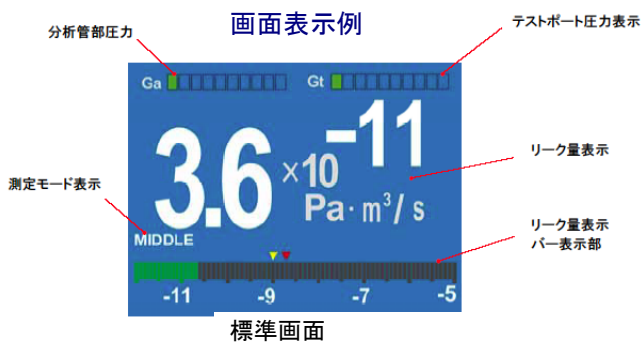 画面表示例
分析管部圧力
テストポート圧力表示
Ga
Gt
3.6×10-11
Pa・m3/s
リーク量表示
測定モード表示
MIDDLE
リーク量表示
バー表示部
-11 -9 -7 -5
標準画面